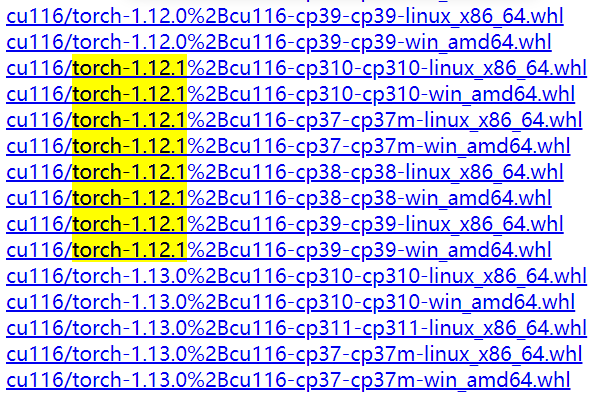 cu116/torch-1.12.0%2Bcu116-cp39-cp39-linux_x86_64.whl
cu116/torch-1.12.0%2Bcu116-cp39-cp39-win_amd64.whl
cu116/torch-1.12.1%2Bcu116-cp310-cp310-linux_x86_64.whl
cu116/torch-1.12.1%2Bcu116-cp310-cp310-win_amd64.whl
cu116/torch-1.12.1%2Bcu116-cp37-cp37m-linux_x86_64.whl
cu116/torch-1.12.1%2Bcu116-cp37-cp37m-win_amd64.whl
cu116/torch-1.12.1%2Bcu116-cp38-cp38-linux_x86_64.whl
cu116/torch-1.12.1%2Bcu116-cp38-cp38-win_amd64.whl
cu116/torch-1.12.1%2Bcu116-cp39-cp39-linux_x86_64.whl
cu116/torch-1.12.1%2Bcu116-cp39-cp39-win_amd64.whl
cu116/torch-1.13.0%2Bcu116-cp310-cp310-linux_x86_64.whl
cu116/torch-1.13.0%2Bcu116-cp310-cp310-win_amd64.whl
cu116/torch-1.13.0%2Bcu116-cp311-cp311-linux_x86_64.whl
cu116/torch-1.13.0%2Bcu116-cp37-cp37m-linux_x86_64.whl
cu116/torch-1.13.0%2Bcu116-cp37-cp37m-win_amd64.whl